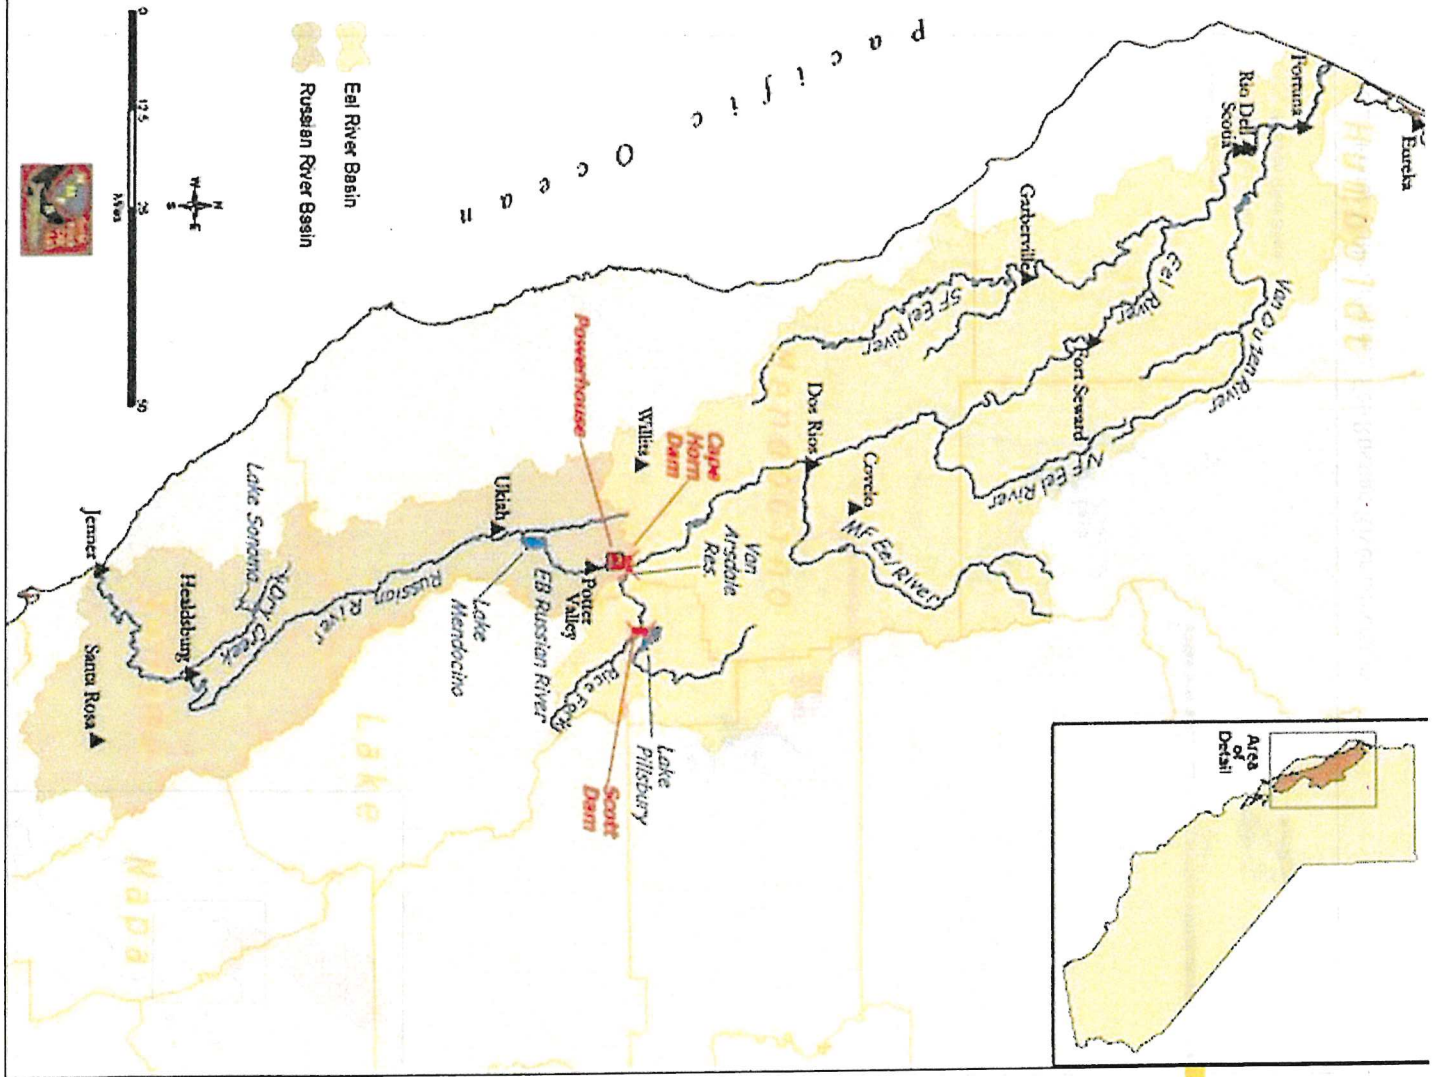 Eureka
Humboldt
Fortuna
Rio Dell
Scotia
Van Duzen River
Eel River
Garberville
SF Eel River
Fort Seward
NF Eel River
Pacific Ocean
Mendocino
Dos Rios
Covelo
MF Eel River
Willits
Cape
Horn
Dam
Van
Arsdale
Res.
Powerhouse
Potter
Valley
Lake
Pillsbury
Scott
Dam
Rice Fork
EB Russian River
Ukiah
Lake
Mendocino
Russian
River
Lake
Lake Sonoma
Dry Creek
Healdsburg
Jenner
Santa Rosa
Napa
Eel River Basin
Russian River Basin
N
W
E
S
0
12.5
25
50
Miles
Area
of
Detail